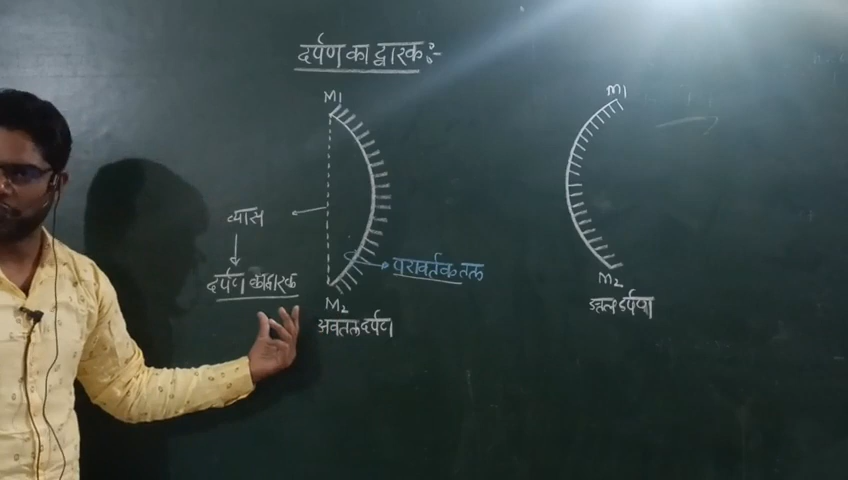 दर्पण का द्वारक :-
M1
M1
व्यास
दर्पण का द्वारक
परावर्तक तल
M2
अवतल दर्पण
M2
उत्तल दर्पण